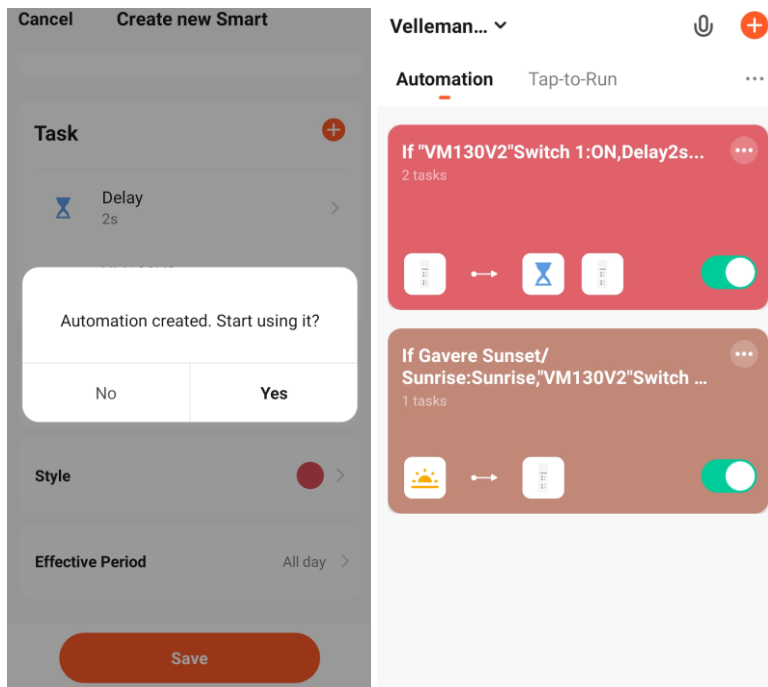 Cancel
Create new Smart
Task
Delay
2s
Automation created. Start using it?
No
Yes
Style
Effective Period
All day
Save
Velleman...
Automation
Tap-to-Run
If "VM130V2"Switch 1:ON,Delay2s...
2 tasks
If Gavere Sunset/
Sunrise:Sunrise,"VM130V2"Switch ...
1 tasks